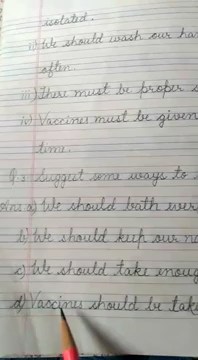 isolated.
ii) We should wash our ha
often.
iii) There must be proper s
iv) Vaccines must be given
time.
Q.3 Suggest some ways to
Ans a) We should bath ever
b) We should keep our n
c) We should take enoug
d) Vaccines should be take